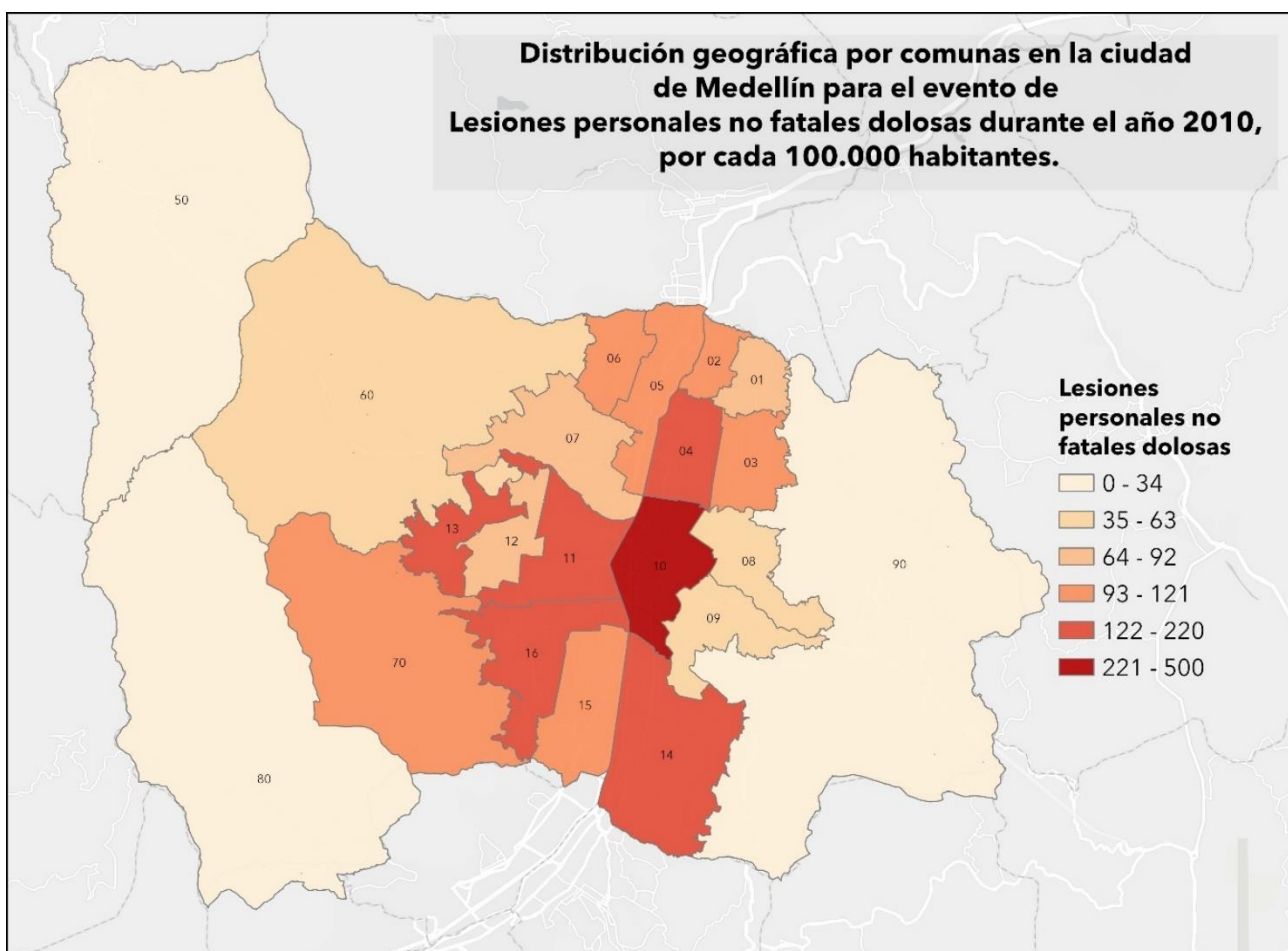 Distribución geográfica por comunas en la ciudad
de Medellín para el evento de
Lesiones personales no fatales dolosas durante el año 2010,
por cada 100.000 habitantes.
50
60
06
05
02
01
07
04
03
13
12
11
10
08
90
09
70
16
15
14
80
Lesiones
personales no
fatales dolosas
0 - 34
35 - 63
64 - 92
93 - 121
122 - 220
221 - 500